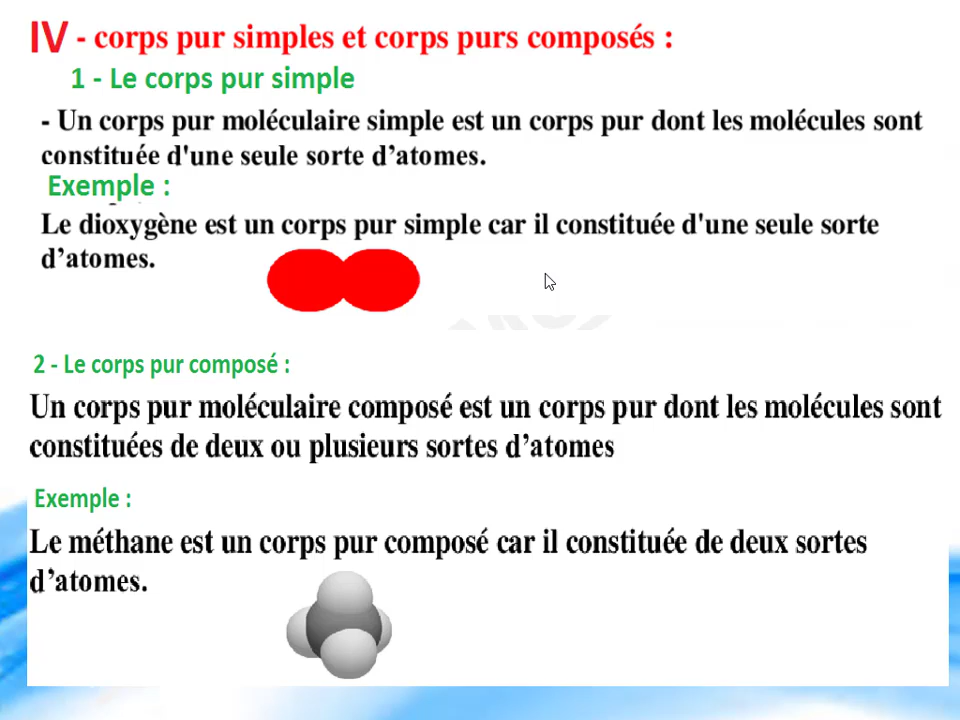 IV - corps pur simples et corps purs composés :
1 - Le corps pur simple
- Un corps pur moléculaire simple est un corps pur dont les molécules sont
constituée d'une seule sorte d’atomes.
Exemple :
Le dioxygène est un corps pur simple car il constituée d'une seule sorte
d’atomes.
2 - Le corps pur composé :
Un corps pur moléculaire composé est un corps pur dont les molécules sont
constituées de deux ou plusieurs sortes d’atomes
Exemple :
Le méthane est un corps pur composé car il constituée de deux sortes
d’atomes.